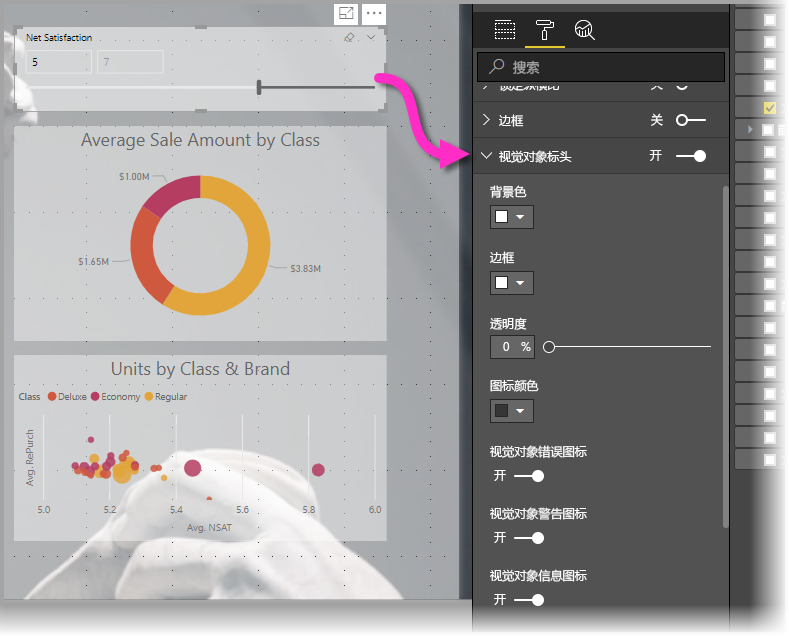 Net Satisfaction
5 7
Average Sale Amount by Class
$1.00M
$1.65M
$3.83M
Units by Class & Brand
Class Deluxe Economy Regular
Avg. RePurch
5.0 5.2 5.4 5.6 5.8 6.0
Avg. NSAT
搜索
边框 关
视觉对象标头 开
背景色
边框
透明度
0 %
图标颜色
视觉对象错误图标
开
视觉对象警告图标
开
视觉对象信息图标
开